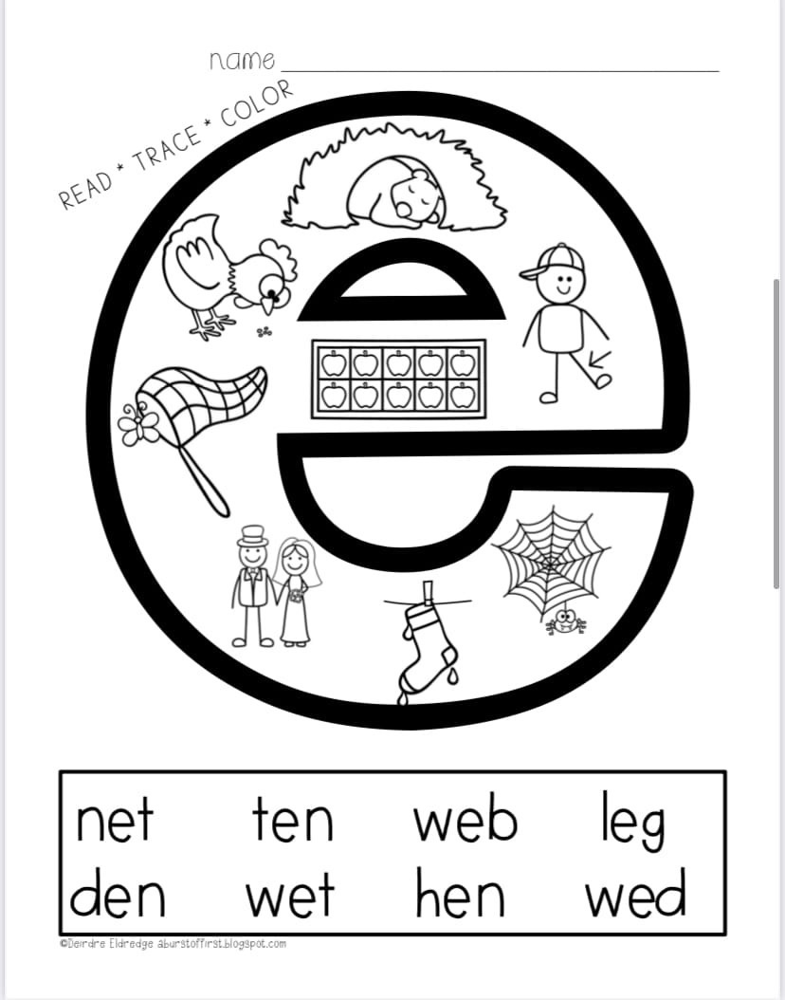 name
READ * TRACE * COLOR
net ten web leg
den wet hen wed
©Deirdre Eldredge aburstoffirst.blogspot.com